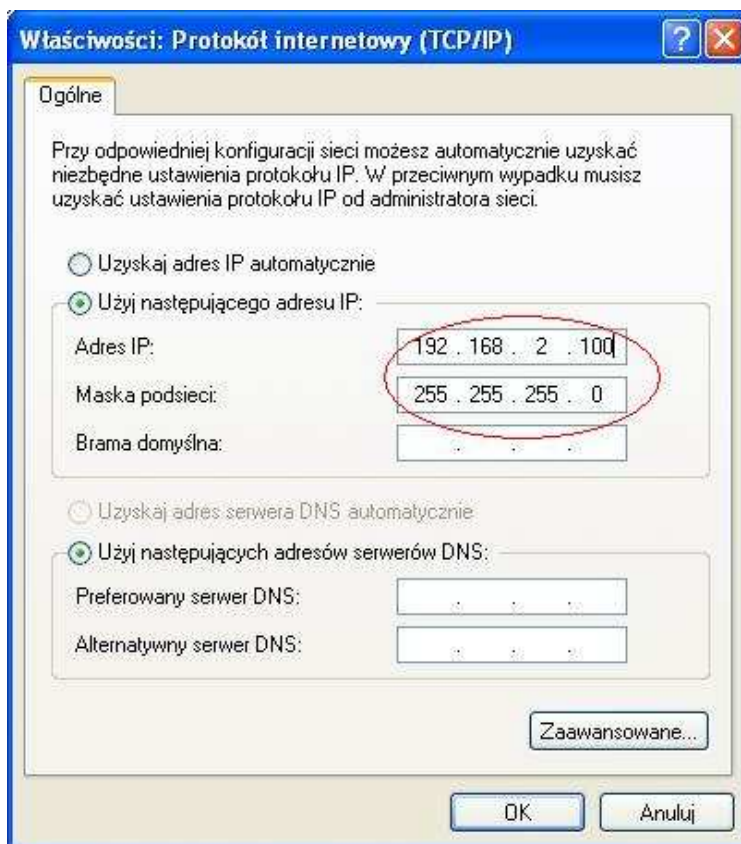 Właściwości: Protokół internetowy (TCP/IP)
Ogólne
Przy odpowiedniej konfiguracji sieci możesz automatycznie uzyskać
niezbędne ustawienia protokołu IP. W przeciwnym wypadku musisz
uzyskać ustawienia protokołu IP od administratora sieci.
Uzyskaj adres IP automatycznie
Użyj następującego adresu IP:
Adres IP: 192 . 168 . 2 . 100
Maska podsieci: 255 . 255 . 255 . 0
Brama domyślna: . . .
Uzyskaj adres serwera DNS automatycznie
Użyj następujących adresów serwerów DNS:
Preferowany serwer DNS: . . .
Alternatywny serwer DNS: . . .
Zaawansowane...
OK Anuluj